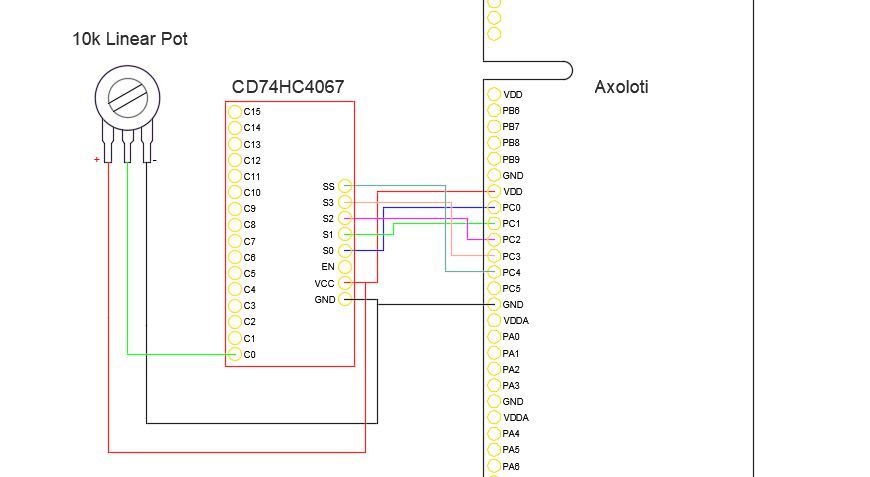 10k Linear Pot
+
-
CD74HC4067
C15
C14
C13
C12
C11
C10
C9
C8
C7
C6
C5
C4
C3
C2
C1
C0
SS
S3
S2
S1
S0
EN
VCC
GND
Axoloti
VDD
PB6
PB7
PB8
PB9
GND
VDD
PC0
PC1
PC2
PC3
PC4
PC5
GND
VDDA
PA0
PA1
PA2
PA3
GND
VDDA
PA4
PA5
PA6